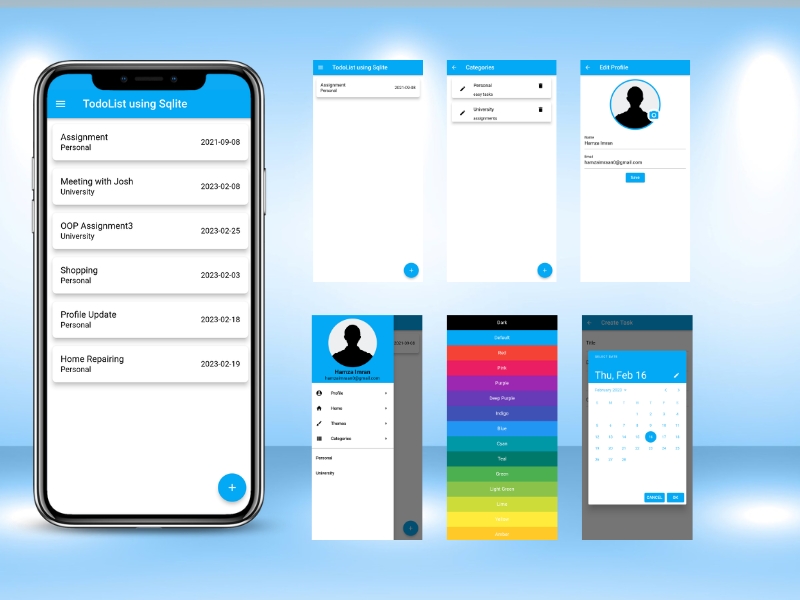 TodoList using Sqlite
Assignment
Personal
2021-09-08
Meeting with Josh
University
2023-02-08
OOP Assignment3
University
2023-02-25
Shopping
Personal
2023-02-03
Profile Update
Personal
2023-02-18
Home Repairing
Personal
2023-02-19
TodoList using Sqlite
Assignment
Personal
2021-09-08
Categories
Personal
easy tasks
University
assignments
Edit Profile
Name
Hamza Imran
Email
hamzaimraan0@gmail.com
Save
Hamza Imran
hamzaimraan0@gmail.com
2021-09-08
Profile
Home
Themes
Categories
Personal
University
Dark
Default
Red
Pink
Purple
Deep Purple
Indigo
Blue
Cyan
Teal
Green
Light Green
Lime
Yellow
Amber
Create Task
Title
SELECT DATE
Thu, Feb 16
February 2023
S M T W T F S
1 2 3 4
5 6 7 8 9 10 11
12 13 14 15 16 17 18
19 20 21 22 23 24 25
26 27 28
CANCEL OK